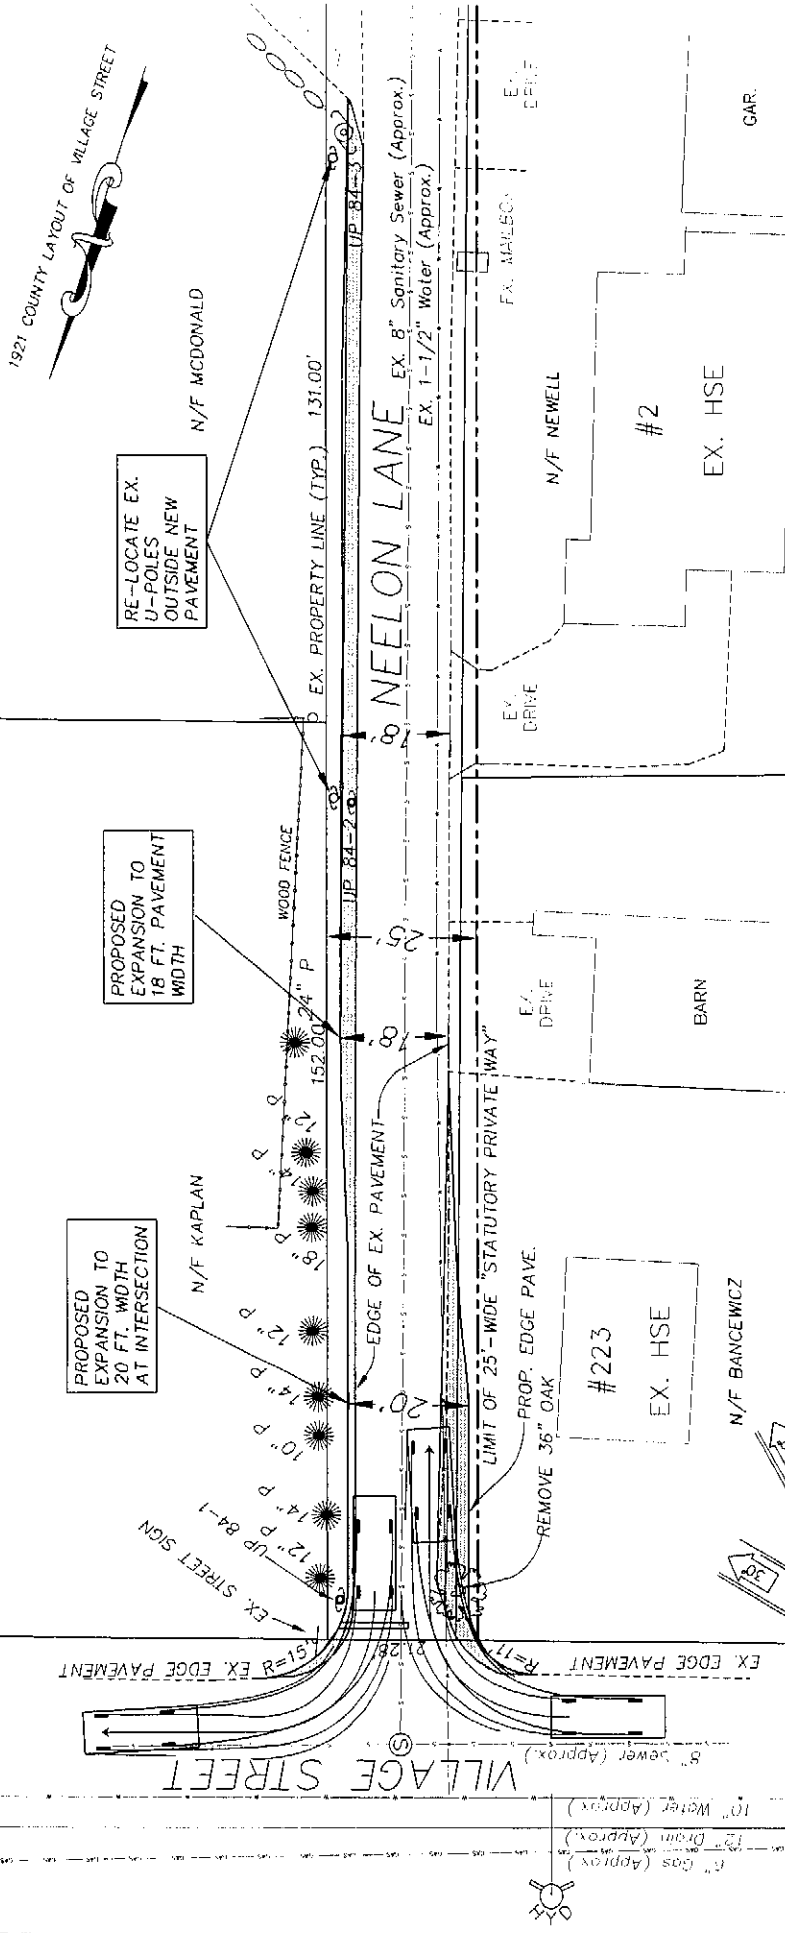 1921 COUNTY LAYOUT OF VILLAGE STREET
RE-LOCATE EX.
U-POLES
OUTSIDE NEW
PAVEMENT
N/F MCDONALD
EX. PROPERTY LINE (TYP.) 131.00'
UP 84-3
NEELON LANE
EX. 8" Sanitary Sewer (Approx.)
EX. 1-1/2" Water (Approx.)
EX.
DRIVE
EX. MAILBOX
GAR.
N/F NEWELL
#2
EX. HSE
EX.
DRIVE
18'
UP 84-2
WOOD FENCE
PROPOSED
EXPANSION TO
18 FT. PAVEMENT
WIDTH
25'
18'
24" P
152.00'
EX.
DRIVE
BARN
12" P
14" P
18" P
N/F KAPLAN
EDGE OF EX. PAVEMENT
LIMIT OF 25'-WIDE "STATUTORY PRIVATE WAY"
PROPOSED
EXPANSION TO
20 FT. WIDTH
AT INTERSECTION
12" P
14" P
10" P
14" P
12" P
20'
PROP. EDGE PAVE.
REMOVE 36" OAK
#223
EX. HSE
N/F BANCEWICZ
UP 84-1
EX. STREET SIGN
30'
EX. EDGE PAVEMENT
R=15'
21.28'
R=11'
EX. EDGE PAVEMENT
S
VILLAGE STREET
8" Sewer (Approx.)
10" Water (Approx)
12" Drain (Approx.)
6" Gas (Approx)
HYD